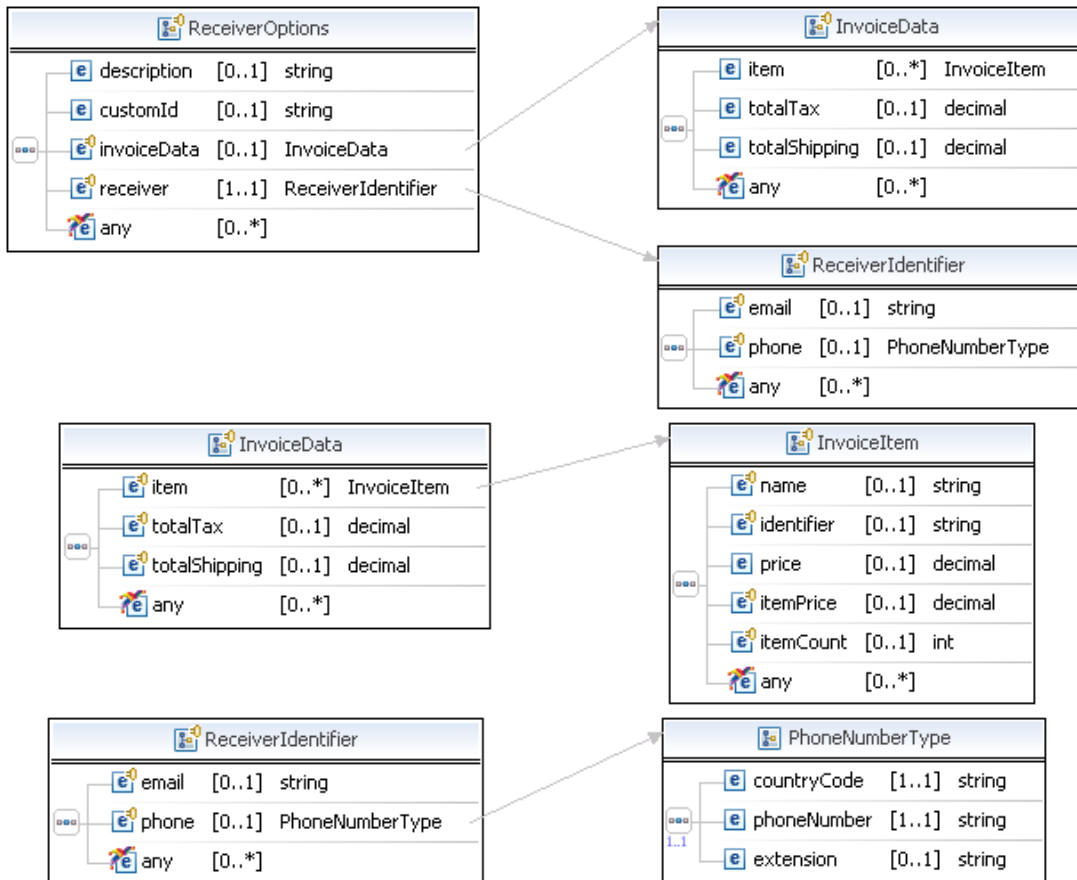 ReceiverOptions
description [0..1] string
customId [0..1] string
invoiceData [0..1] InvoiceData
receiver [1..1] ReceiverIdentifier
any [0..*]
InvoiceData
item [0..*] InvoiceItem
totalTax [0..1] decimal
totalShipping [0..1] decimal
any [0..*]
ReceiverIdentifier
email [0..1] string
phone [0..1] PhoneNumberType
any [0..*]
InvoiceData
item [0..*] InvoiceItem
totalTax [0..1] decimal
totalShipping [0..1] decimal
any [0..*]
InvoiceItem
name [0..1] string
identifier [0..1] string
price [0..1] decimal
itemPrice [0..1] decimal
itemCount [0..1] int
any [0..*]
ReceiverIdentifier
email [0..1] string
phone [0..1] PhoneNumberType
any [0..*]
PhoneNumberType
countryCode [1..1] string
phoneNumber [1..1] string
1..1
extension [0..1] string